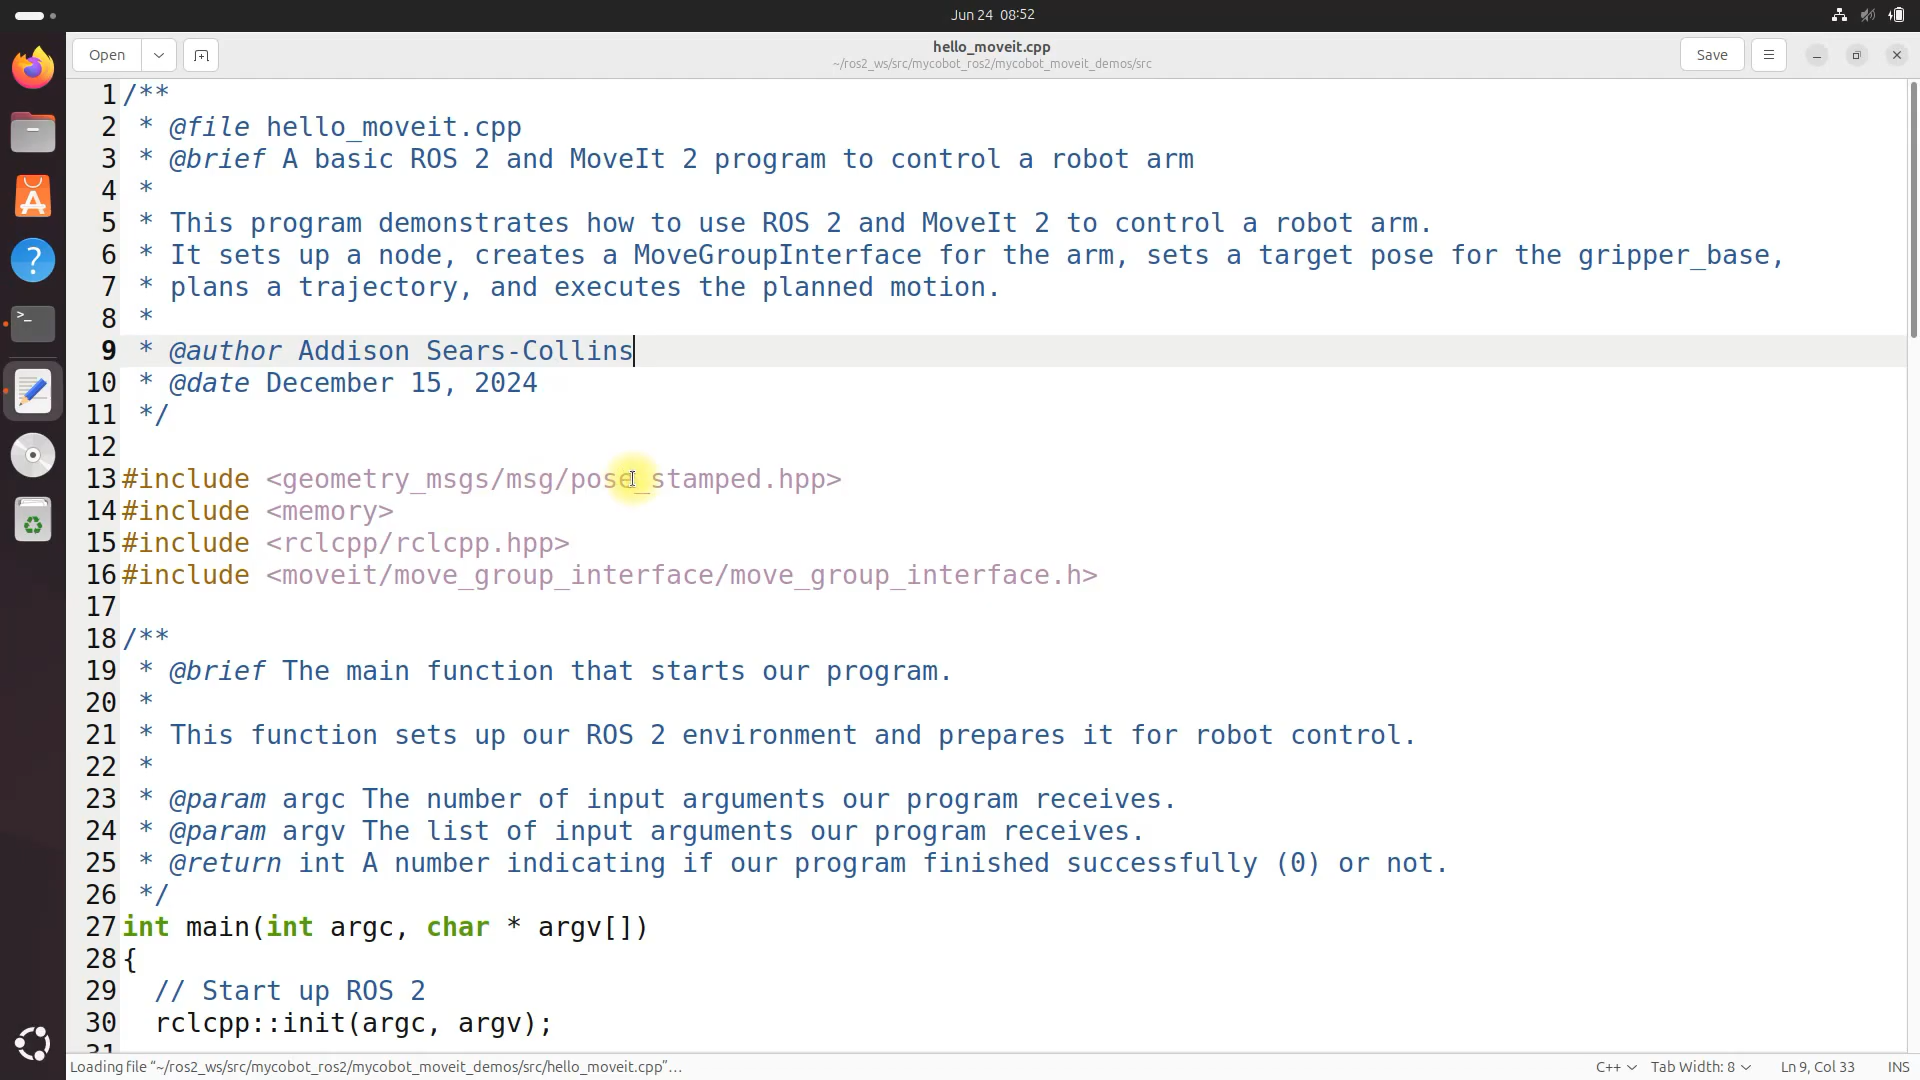 Jun 24 08:52
Open
hello_moveit.cpp
~/ros2_ws/src/mycobot_ros2/mycobot_moveit_demos/src
Save
1 /**
2 * @file hello_moveit.cpp
3 * @brief A basic ROS 2 and MoveIt 2 program to control a robot arm
4 *
5 * This program demonstrates how to use ROS 2 and MoveIt 2 to control a robot arm.
6 * It sets up a node, creates a MoveGroupInterface for the arm, sets a target pose for the gripper_base,
7 * plans a trajectory, and executes the planned motion.
8 *
9 * @author Addison Sears-Collins
10 * @date December 15, 2024
11 */
12
13 #include <geometry_msgs/msg/pose_stamped.hpp>
14 #include <memory>
15 #include <rclcpp/rclcpp.hpp>
16 #include <moveit/move_group_interface/move_group_interface.h>
17
18 /**
19 * @brief The main function that starts our program.
20 *
21 * This function sets up our ROS 2 environment and prepares it for robot control.
22 *
23 * @param argc The number of input arguments our program receives.
24 * @param argv The list of input arguments our program receives.
25 * @return int A number indicating if our program finished successfully (0) or not.
26 */
27 int main(int argc, char * argv[])
28 {
29 // Start up ROS 2
30 rclcpp::init(argc, argv);
31
Loading file “~/ros2_ws/src/mycobot_ros2/mycobot_moveit_demos/src/hello_moveit.cpp”…
C++ Tab Width: 8 Ln 9, Col 33 INS